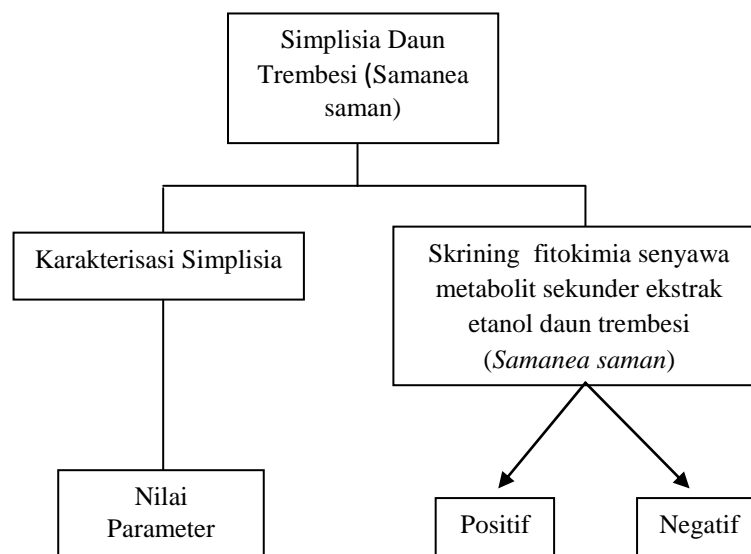 Simplisia Daun
Trembesi (Samanea
saman)
Karakterisasi Simplisia
Skrining fitokimia senyawa
metabolit sekunder ekstrak
etanol daun trembesi
(Samanea saman)
Nilai
Parameter
Positif
Negatif